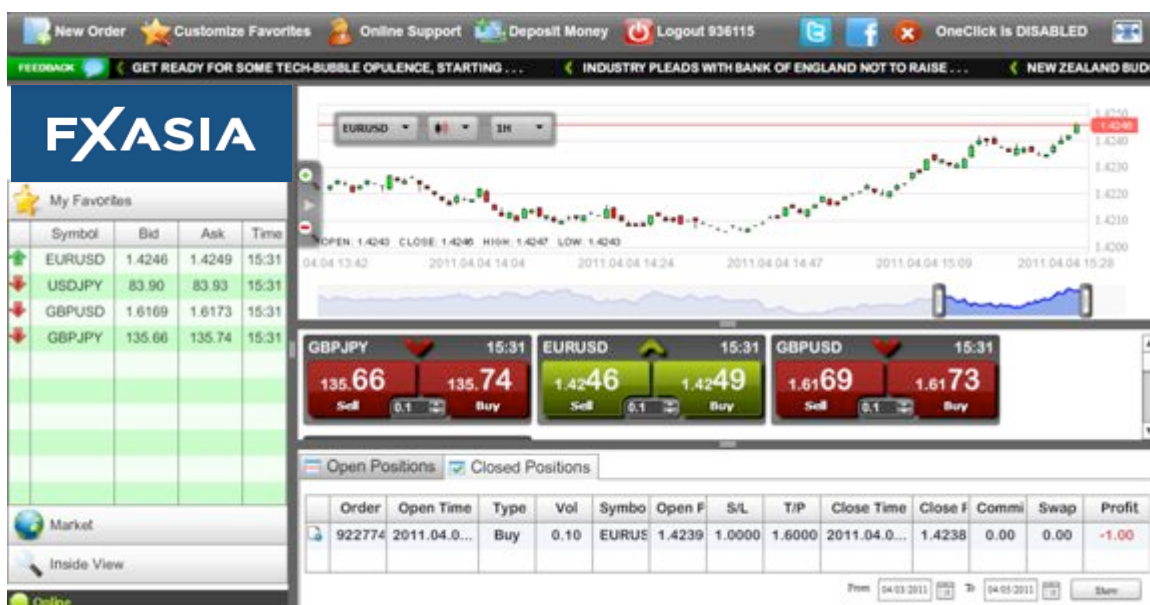 New Order Customize Favorites Online Support Deposit Money Logout 936115 OneClick is DISABLED
FEEDBACK GET READY FOR SOME TECH-BUBBLE OPULENCE, STARTING . . . INDUSTRY PLEADS WITH BANK OF ENGLAND NOT TO RAISE . . . NEW ZEALAND BUD
FXASIA
My Favorites
Symbol Bid Ask Time
EURUSD 1.4246 1.4249 15:31
USDJPY 83.90 83.93 15:31
GBPUSD 1.6169 1.6173 15:31
GBPJPY 135.66 135.74 15:31
Market
Inside View
Online
EURUSD 1H
1.4250
1.4246
1.4240
1.4230
1.4220
1.4210
1.4200
OPEN: 1.4243 CLOSE: 1.4246 HIGH: 1.4247 LOW: 1.4243
04.04 13:42 2011.04.04 14:04 2011.04.04 14:24 2011.04.04 14:47 2011.04.04 15:09 2011.04.04 15:28
GBPJPY 15:31
135.66 135.74
Sell 0.1 Buy
EURUSD 15:31
1.4246 1.4249
Sell 0.1 Buy
GBPUSD 15:31
1.6169 1.6173
Sell 0.1 Buy
Open Positions Closed Positions
Order Open Time Type Vol Symbo Open F S/L T/P Close Time Close F Commi Swap Profit
922774 2011.04.0... Buy 0.10 EURUS 1.4239 1.0000 1.6000 2011.04.0... 1.4238 0.00 0.00 -1.00
From 04/03/2011 To 04/05/2011 Show